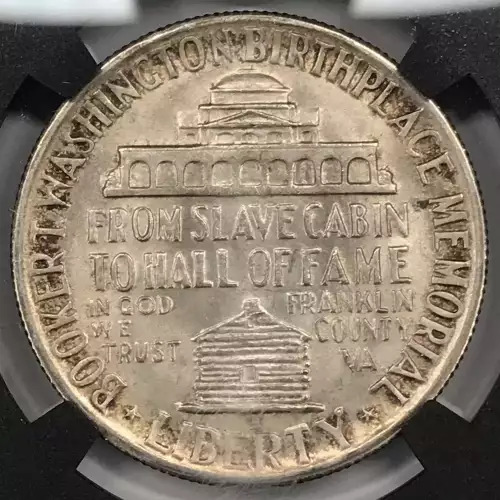 BOOKER T. WASHINGTON BIRTHPLACE MEMORIAL
FROM SLAVE CABIN
TO HALL OF FAME
IN GOD
WE
TRUST
FRANKLIN
COUNTY
VA.
LIBERTY